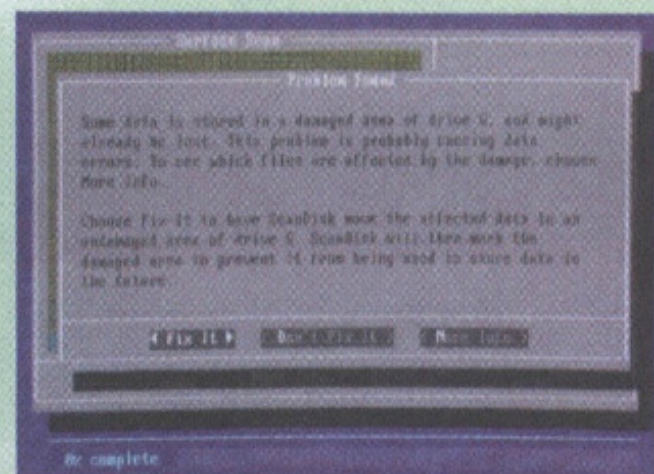 Surface Scan
Problem Found
Some data is stored in a damaged area of drive G, and might
already be lost. This problem is probably causing data
errors. To see which files are affected by the damage, choose
More Info.
Choose Fix It to have ScanDisk move the affected data to an
undamaged area of drive G. ScanDisk will then mark the
damaged area to prevent it from being used to store data in
the future.
Fix It
Don't Fix It
More Info
% complete